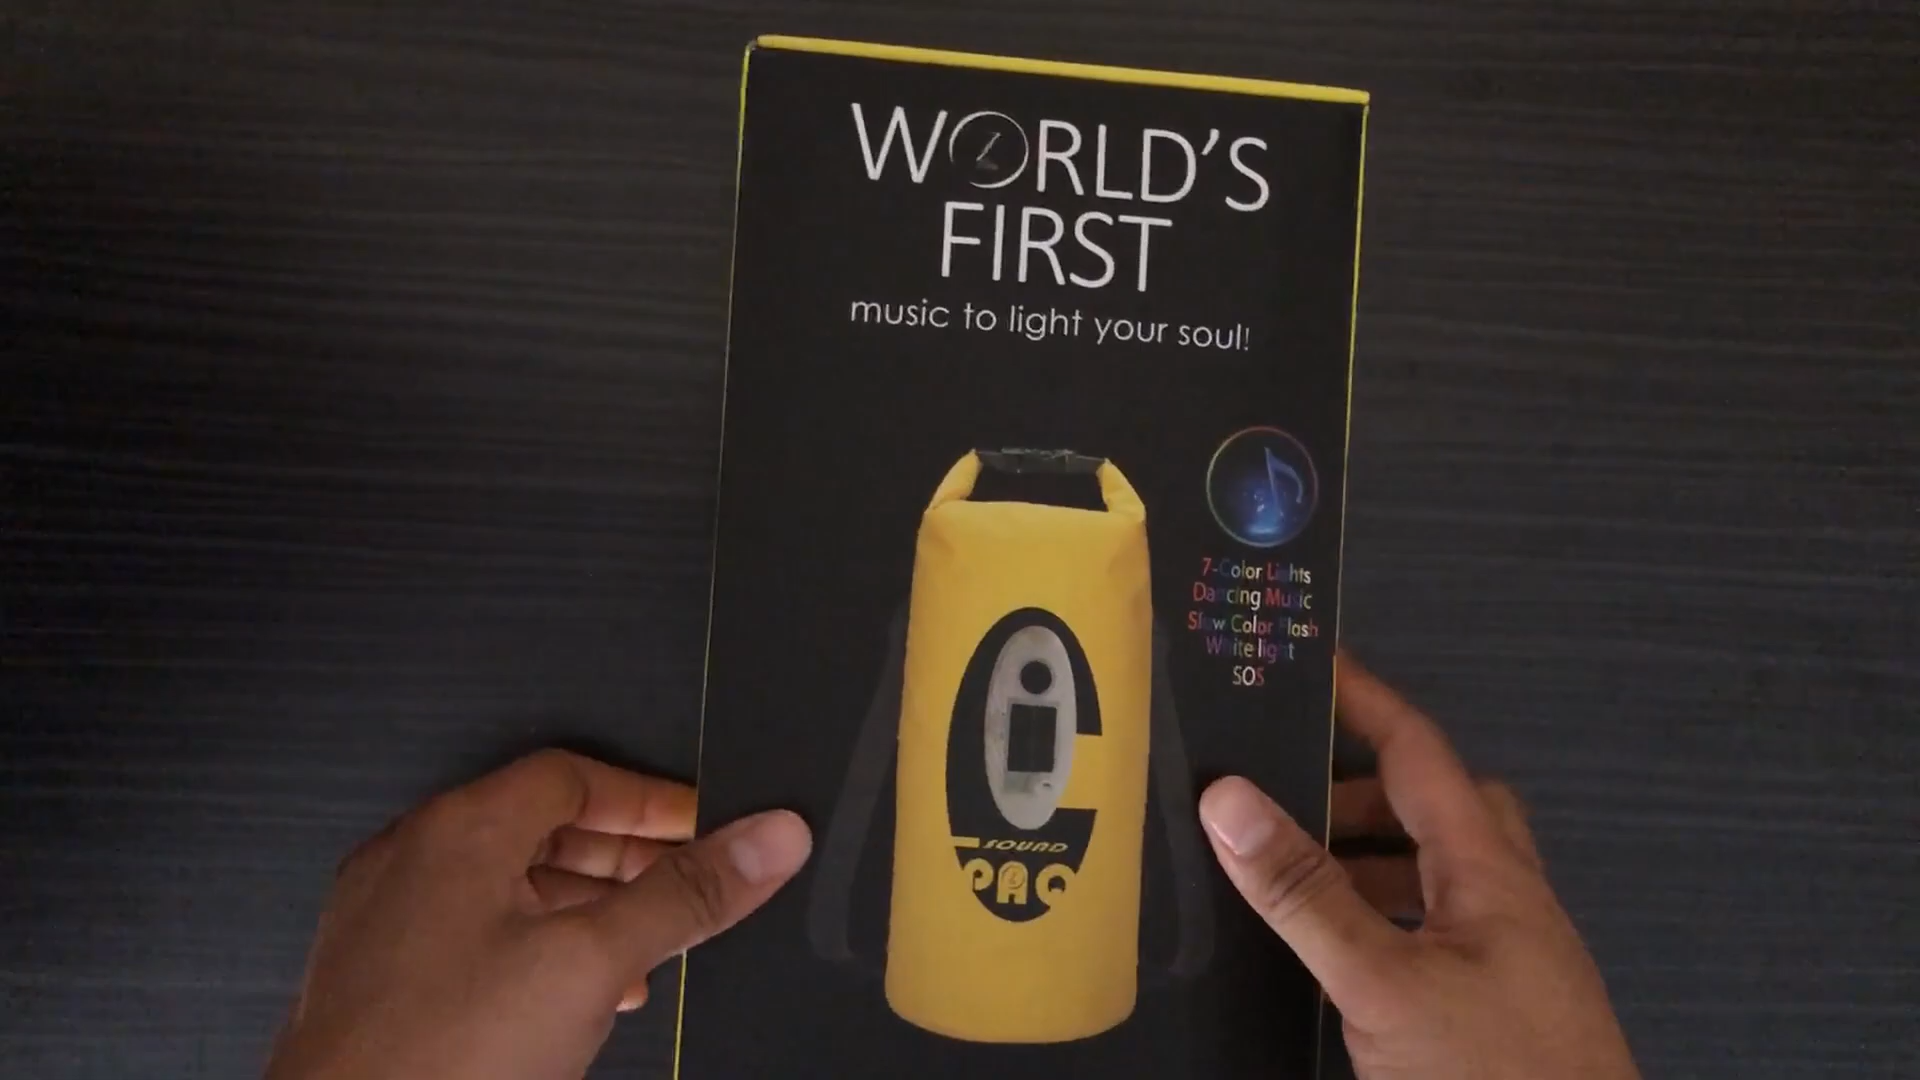 WORLD'S
FIRST
music to light your soul!
7-Color Lights
Dancing Music
Slow Color Flash
White light
SOS
SOUND
PAQ